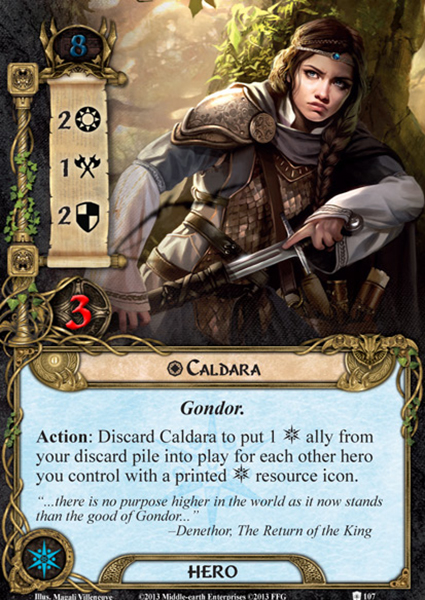 8
2
1
2
3
Caldara
Gondor.
Action: Discard Caldara to put 1 ally from
your discard pile into play for each other hero
you control with a printed resource icon.
“...there is no purpose higher in the world as it now stands
than the good of Gondor...”
–Denethor, The Return of the King
HERO
Illus. Magali Villeneuve ©2013 Middle-earth Enterprises ©2013 FFG 107